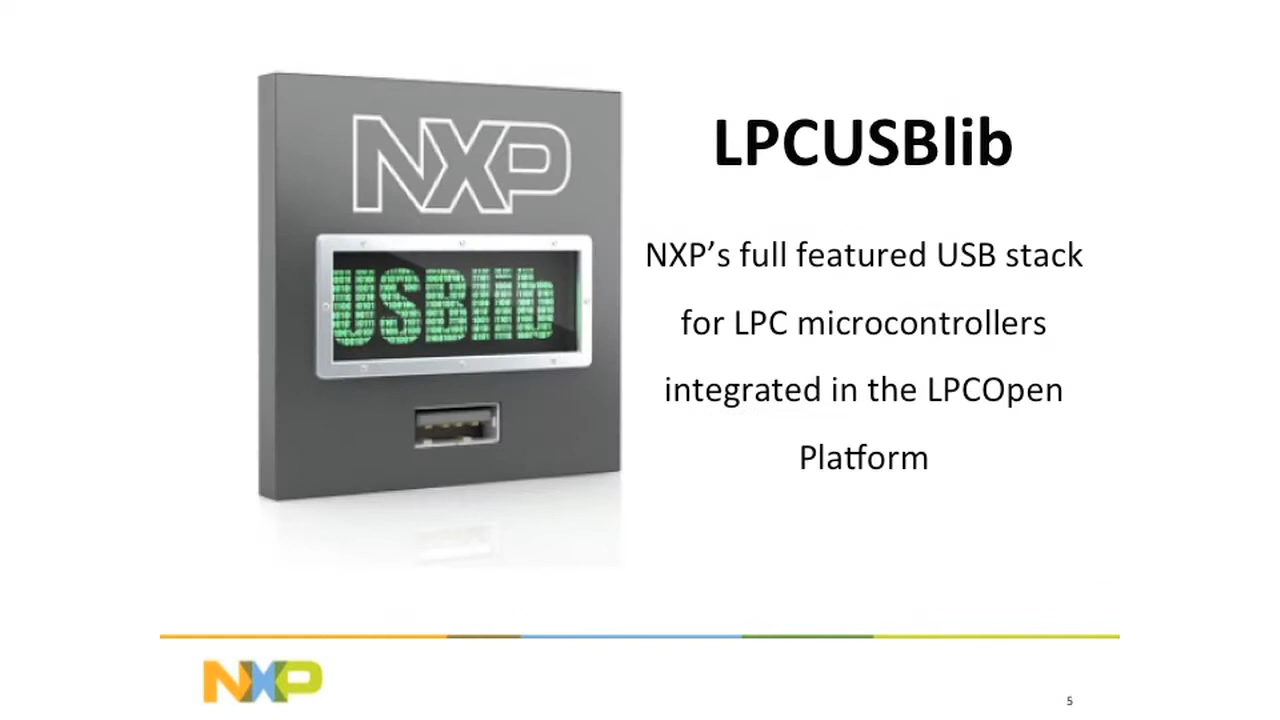 NXP
USBlib
LPCUSBlib
NXP’s full featured USB stack
for LPC microcontrollers
integrated in the LPCOpen
Platform
NXP
5